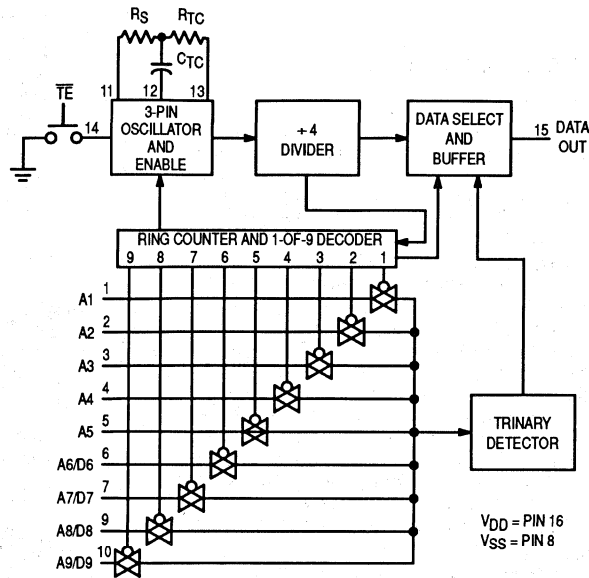 RS RTC
CTC
11 12 13
TE
14
3-PIN
OSCILLATOR
AND
ENABLE
÷ 4
DIVIDER
DATA SELECT
AND
BUFFER
15 DATA
OUT
RING COUNTER AND 1-OF-9 DECODER
9 8 7 6 5 4 3 2 1
A1 1
A2 2
A3 3
A4 4
A5 5
A6/D6 6
A7/D7 7
A8/D8 9
A9/D9 10
TRINARY
DETECTOR
VDD = PIN 16
VSS = PIN 8